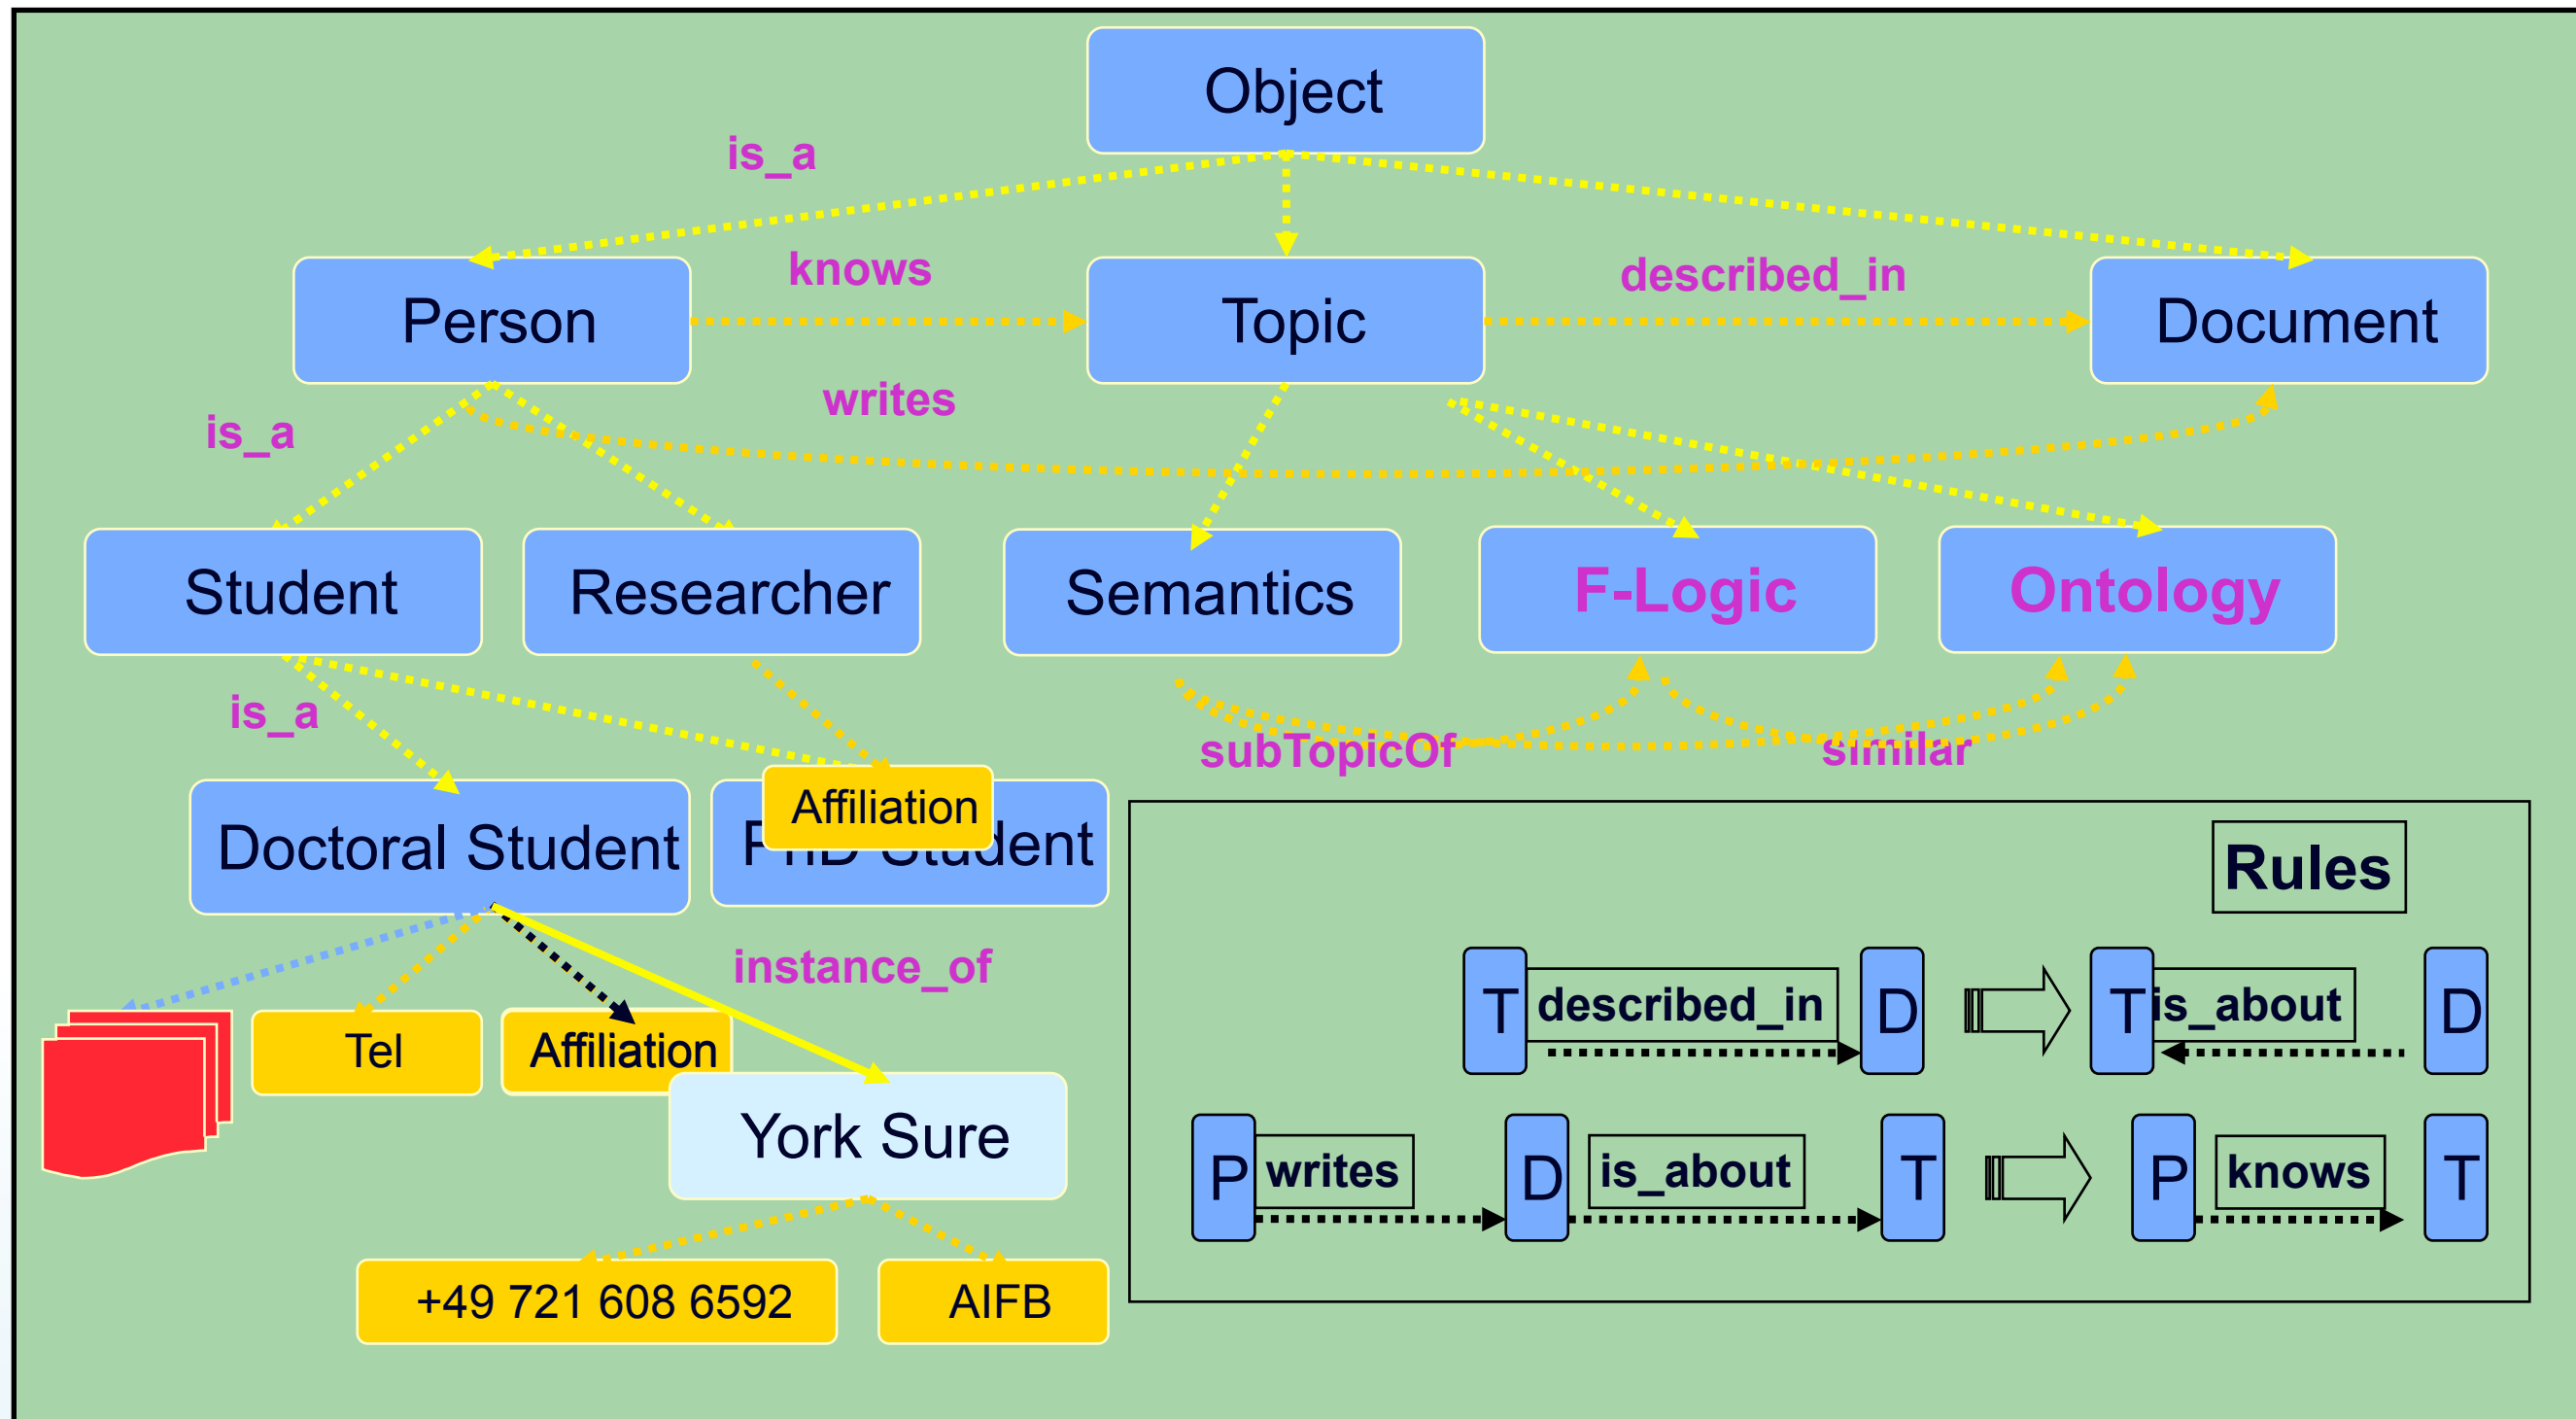 Object
is_a
knows
described_in
Person
Topic
Document
writes
is_a
Student
Researcher
Semantics
F-Logic
Ontology
is_a
subTopicOf
similar
Affiliation
Doctoral Student
PhD Student
Rules
instance_of
T described_in D T is_about D
Tel
Affiliation
York Sure
P writes D is_about T P knows T
+49 721 608 6592
AIFB